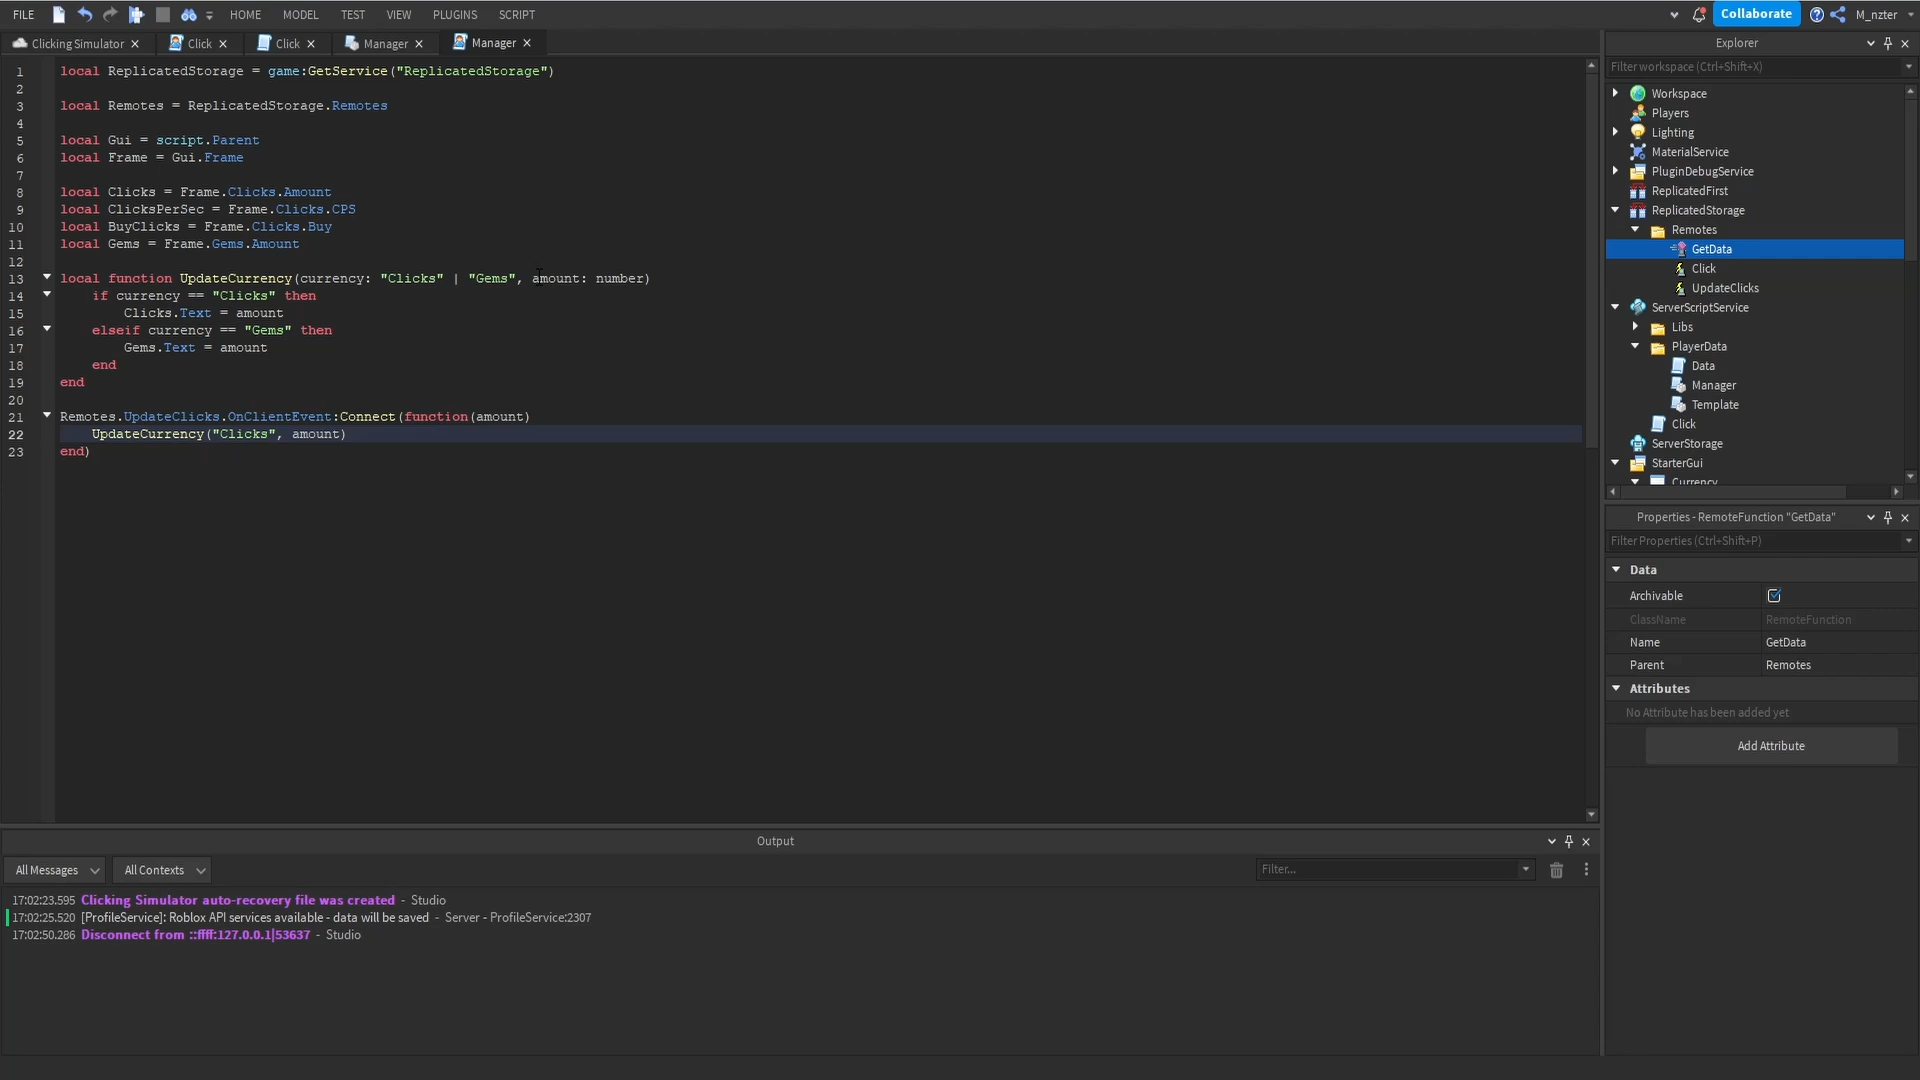 FILE HOME MODEL TEST VIEW PLUGINS SCRIPT Collaborate M_nzter
Clicking Simulator Click Click Manager Manager
1 local ReplicatedStorage = game:GetService("ReplicatedStorage")
2
3 local Remotes = ReplicatedStorage.Remotes
4
5 local Gui = script.Parent
6 local Frame = Gui.Frame
7
8 local Clicks = Frame.Clicks.Amount
9 local ClicksPerSec = Frame.Clicks.CPS
10 local BuyClicks = Frame.Clicks.Buy
11 local Gems = Frame.Gems.Amount
12
13 local function UpdateCurrency(currency: "Clicks" | "Gems", amount: number)
14 if currency == "Clicks" then
15 Clicks.Text = amount
16 elseif currency == "Gems" then
17 Gems.Text = amount
18 end
19 end
20
21 Remotes.UpdateClicks.OnClientEvent:Connect(function(amount)
22 UpdateCurrency("Clicks", amount)
23 end)
Output
All Messages All Contexts Filter...
17:02:23.595 Clicking Simulator auto-recovery file was created - Studio
17:02:25.520 [ProfileService]: Roblox API services available - data will be saved - Server - ProfileService:2307
17:02:50.286 Disconnect from ::ffff:127.0.0.1|53637 - Studio
Explorer
Filter workspace (Ctrl+Shift+X)
Workspace
Players
Lighting
MaterialService
PluginDebugService
ReplicatedFirst
ReplicatedStorage
Remotes
GetData
Click
UpdateClicks
ServerScriptService
Libs
PlayerData
Data
Manager
Template
Click
ServerStorage
StarterGui
Currency
Properties - RemoteFunction "GetData"
Filter Properties (Ctrl+Shift+P)
Data
Archivable
ClassName RemoteFunction
Name GetData
Parent Remotes
Attributes
No Attribute has been added yet
Add Attribute